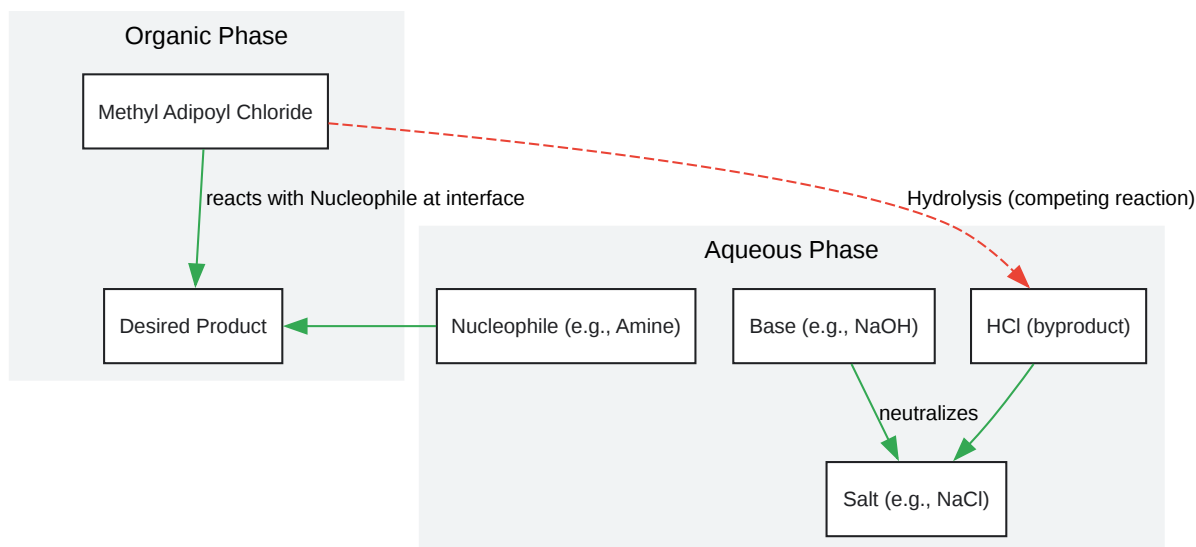 Organic Phase
Methyl Adipoyl Chloride
reacts with Nucleophile at interface
Hydrolysis (competing reaction)
Aqueous Phase
Desired Product
Nucleophile (e.g., Amine)
Base (e.g., NaOH)
HCl (byproduct)
neutralizes
Salt (e.g., NaCl)